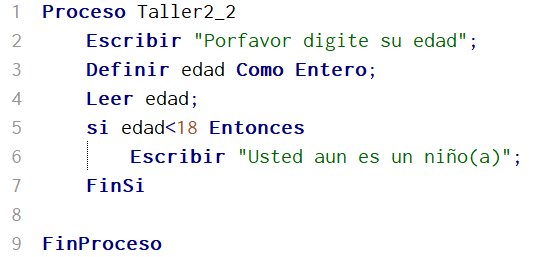 1 Proceso Taller2_2
2 Escribir "Porfavor digite su edad";
3 Definir edad Como Entero;
4 Leer edad;
5 si edad<18 Entonces
6 Escribir "Usted aun es un niño(a)";
7 FinSi
8
9 FinProceso